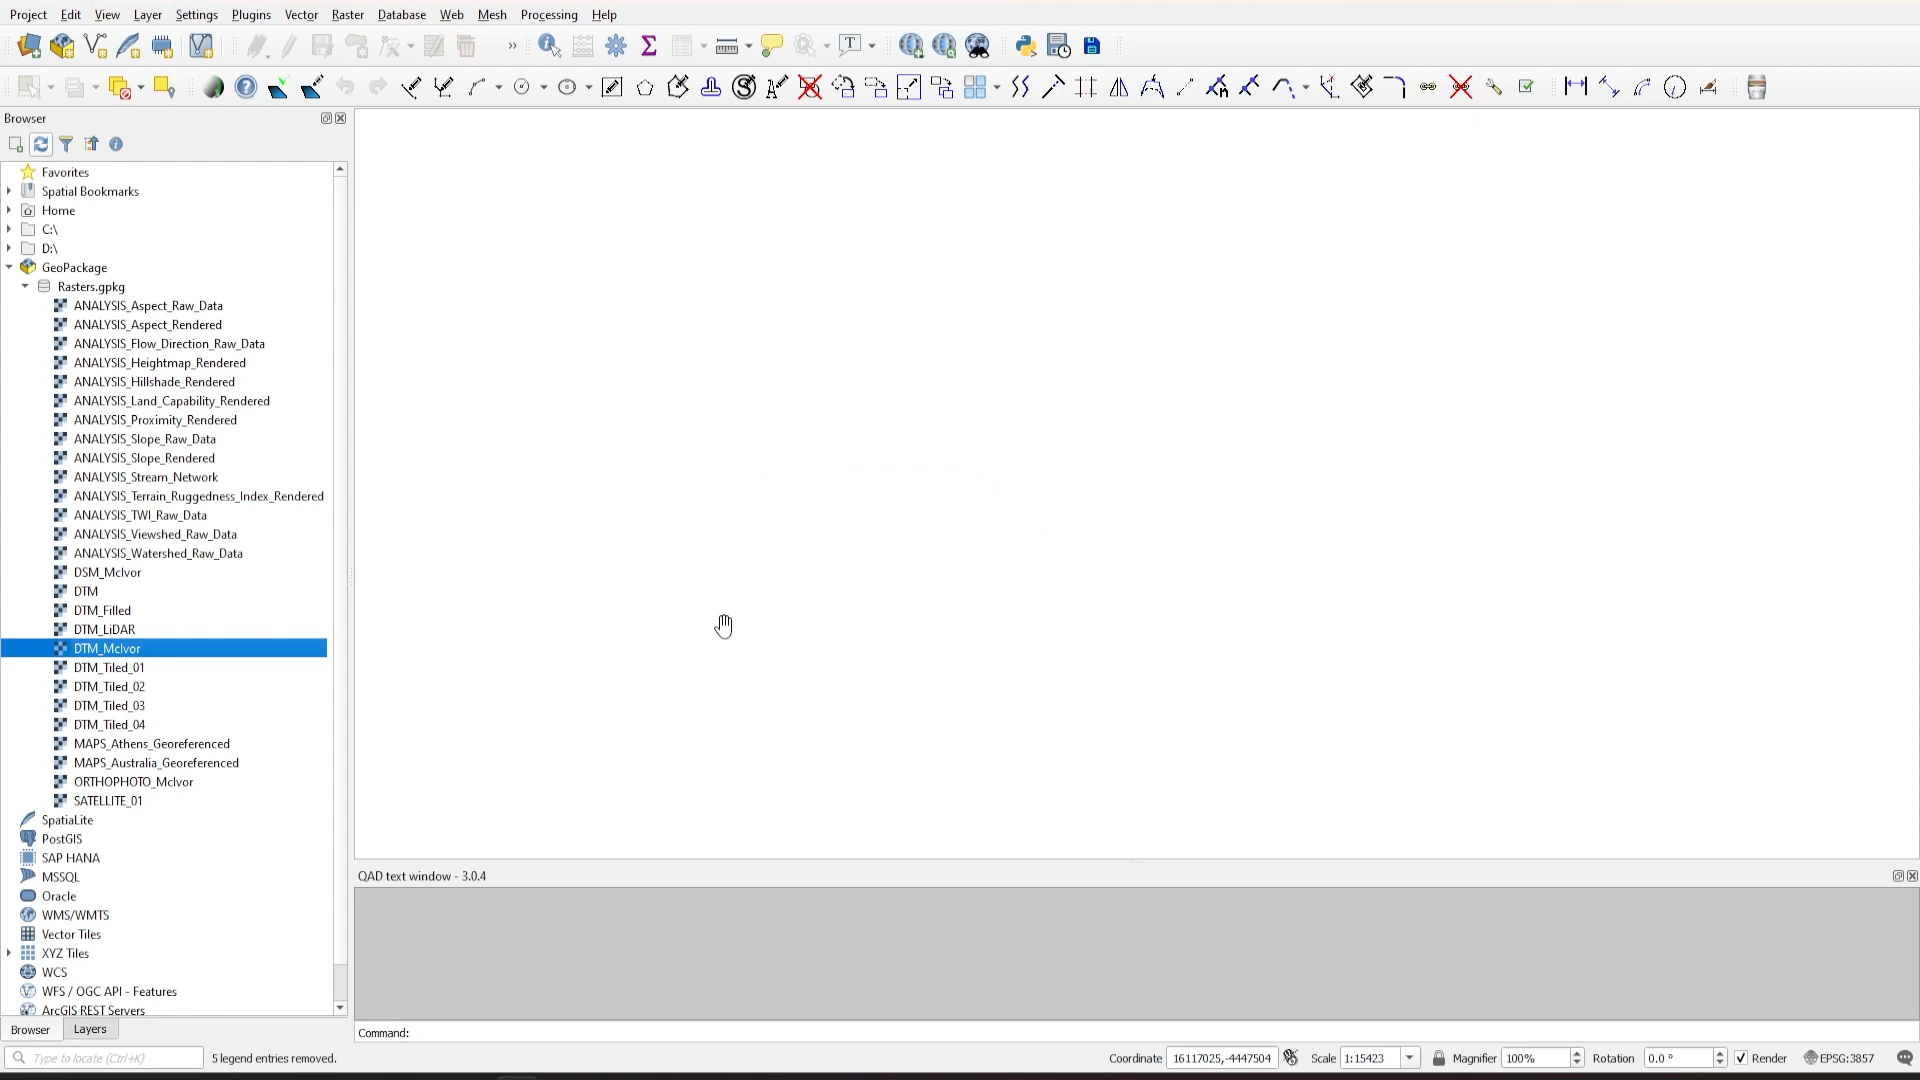 Project Edit View Layer Settings Plugins Vector Raster Database Web Mesh Processing Help
Browser
Favorites
Spatial Bookmarks
Home
C:\
D:\
GeoPackage
Rasters.gpkg
ANALYSIS_Aspect_Raw_Data
ANALYSIS_Aspect_Rendered
ANALYSIS_Flow_Direction_Raw_Data
ANALYSIS_Heightmap_Rendered
ANALYSIS_Hillshade_Rendered
ANALYSIS_Land_Capability_Rendered
ANALYSIS_Proximity_Rendered
ANALYSIS_Slope_Raw_Data
ANALYSIS_Slope_Rendered
ANALYSIS_Stream_Network
ANALYSIS_Terrain_Ruggedness_Index_Rendered
ANALYSIS_TWI_Raw_Data
ANALYSIS_Viewshed_Raw_Data
ANALYSIS_Watershed_Raw_Data
DSM_McIvor
DTM
DTM_Filled
DTM_LiDAR
DTM_McIvor
DTM_Tiled_01
DTM_Tiled_02
DTM_Tiled_03
DTM_Tiled_04
MAPS_Athens_Georeferenced
MAPS_Australia_Georeferenced
ORTHOPHOTO_McIvor
SATELLITE_01
SpatiaLite
PostGIS
SAP HANA
MSSQL
Oracle
WMS/WMTS
Vector Tiles
XYZ Tiles
WCS
WFS / OGC API - Features
ArcGIS REST Servers
Browser Layers
QAD text window - 3.0.4
Command:
Type to locate (Ctrl+K) 5 legend entries removed. Coordinate 16117025,-4447504 Scale 1:15423 Magnifier 100% Rotation 0.0 ° Render EPSG:3857